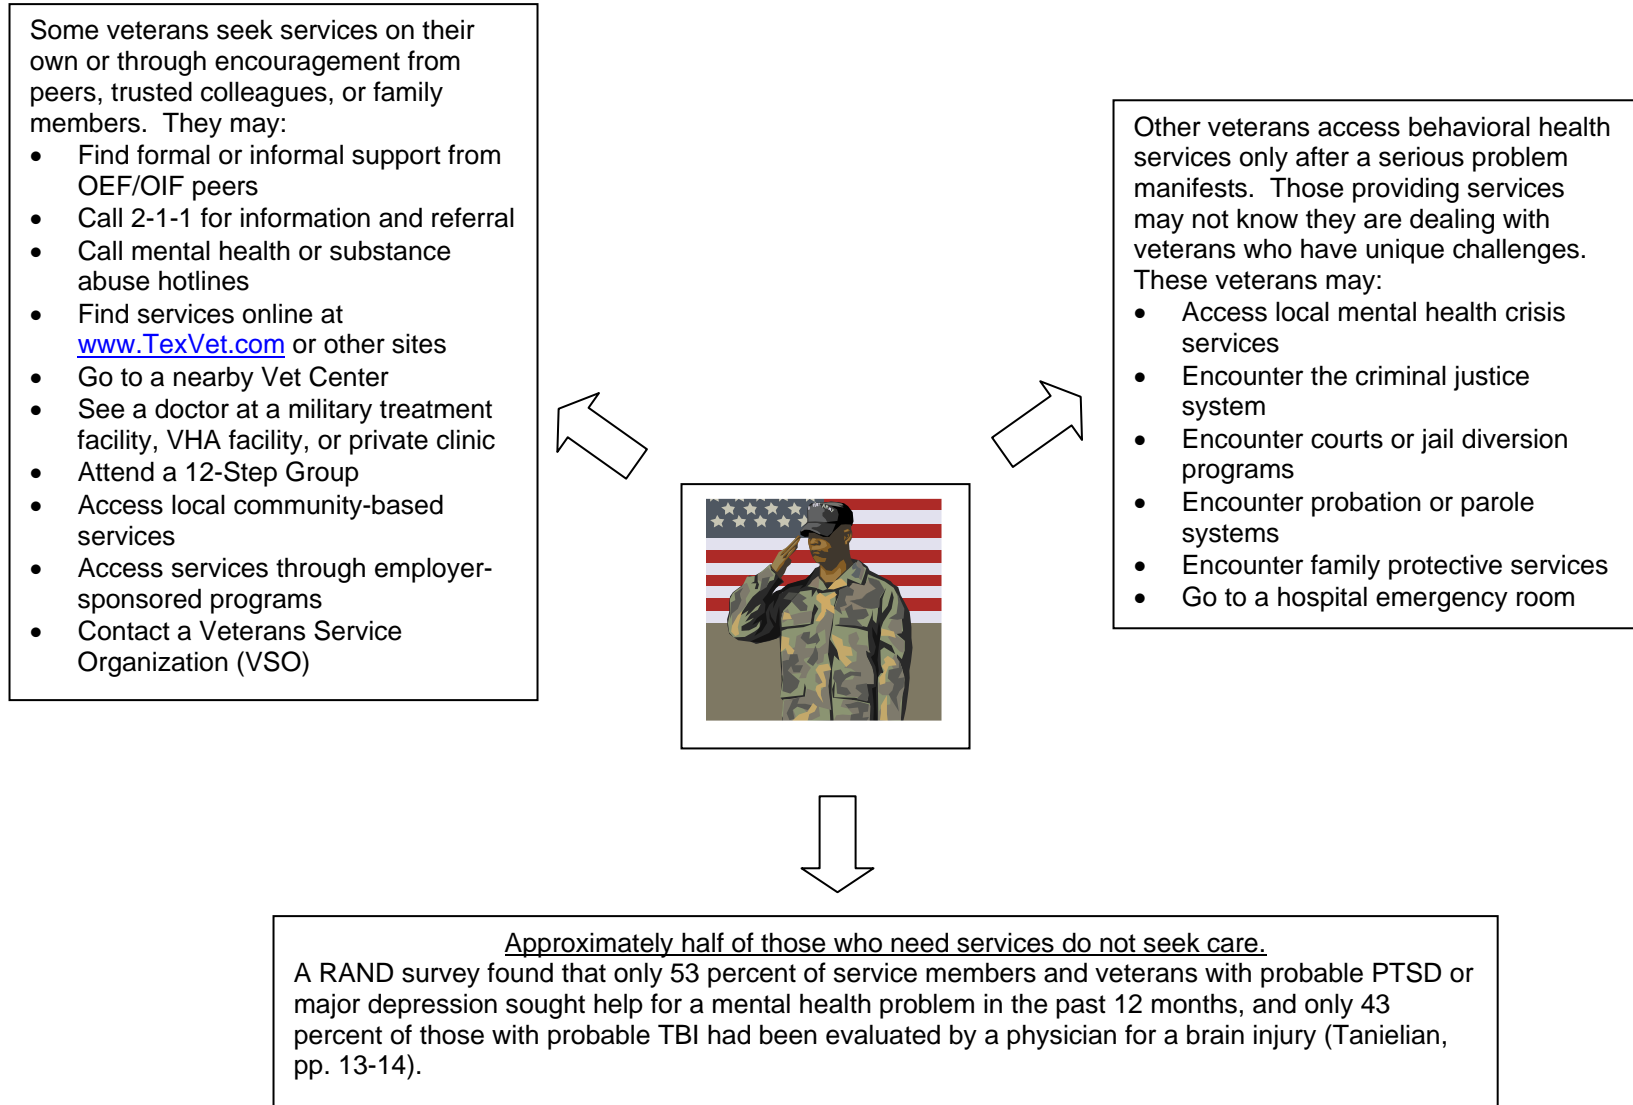 Some veterans seek services on their
own or through encouragement from
peers, trusted colleagues, or family
members.  They may:
• Find formal or informal support from
OEF/OIF peers
• Call 2-1-1 for information and referral
• Call mental health or substance
abuse hotlines
• Find services online at
www.TexVet.com or other sites
• Go to a nearby Vet Center
• See a doctor at a military treatment
facility, VHA facility, or private clinic
• Attend a 12-Step Group
• Access local community-based
services
• Access services through employer-
sponsored programs
• Contact a Veterans Service
Organization (VSO)
Other veterans access behavioral health
services only after a serious problem
manifests.  Those providing services
may not know they are dealing with
veterans who have unique challenges.
These veterans may:
• Access local mental health crisis
services
• Encounter the criminal justice
system
• Encounter courts or jail diversion
programs
• Encounter probation or parole
systems
• Encounter family protective services
• Go to a hospital emergency room
Approximately half of those who need services do not seek care.
A RAND survey found that only 53 percent of service members and veterans with probable PTSD or
major depression sought help for a mental health problem in the past 12 months, and only 43
percent of those with probable TBI had been evaluated by a physician for a brain injury (Tanielian,
pp. 13-14).